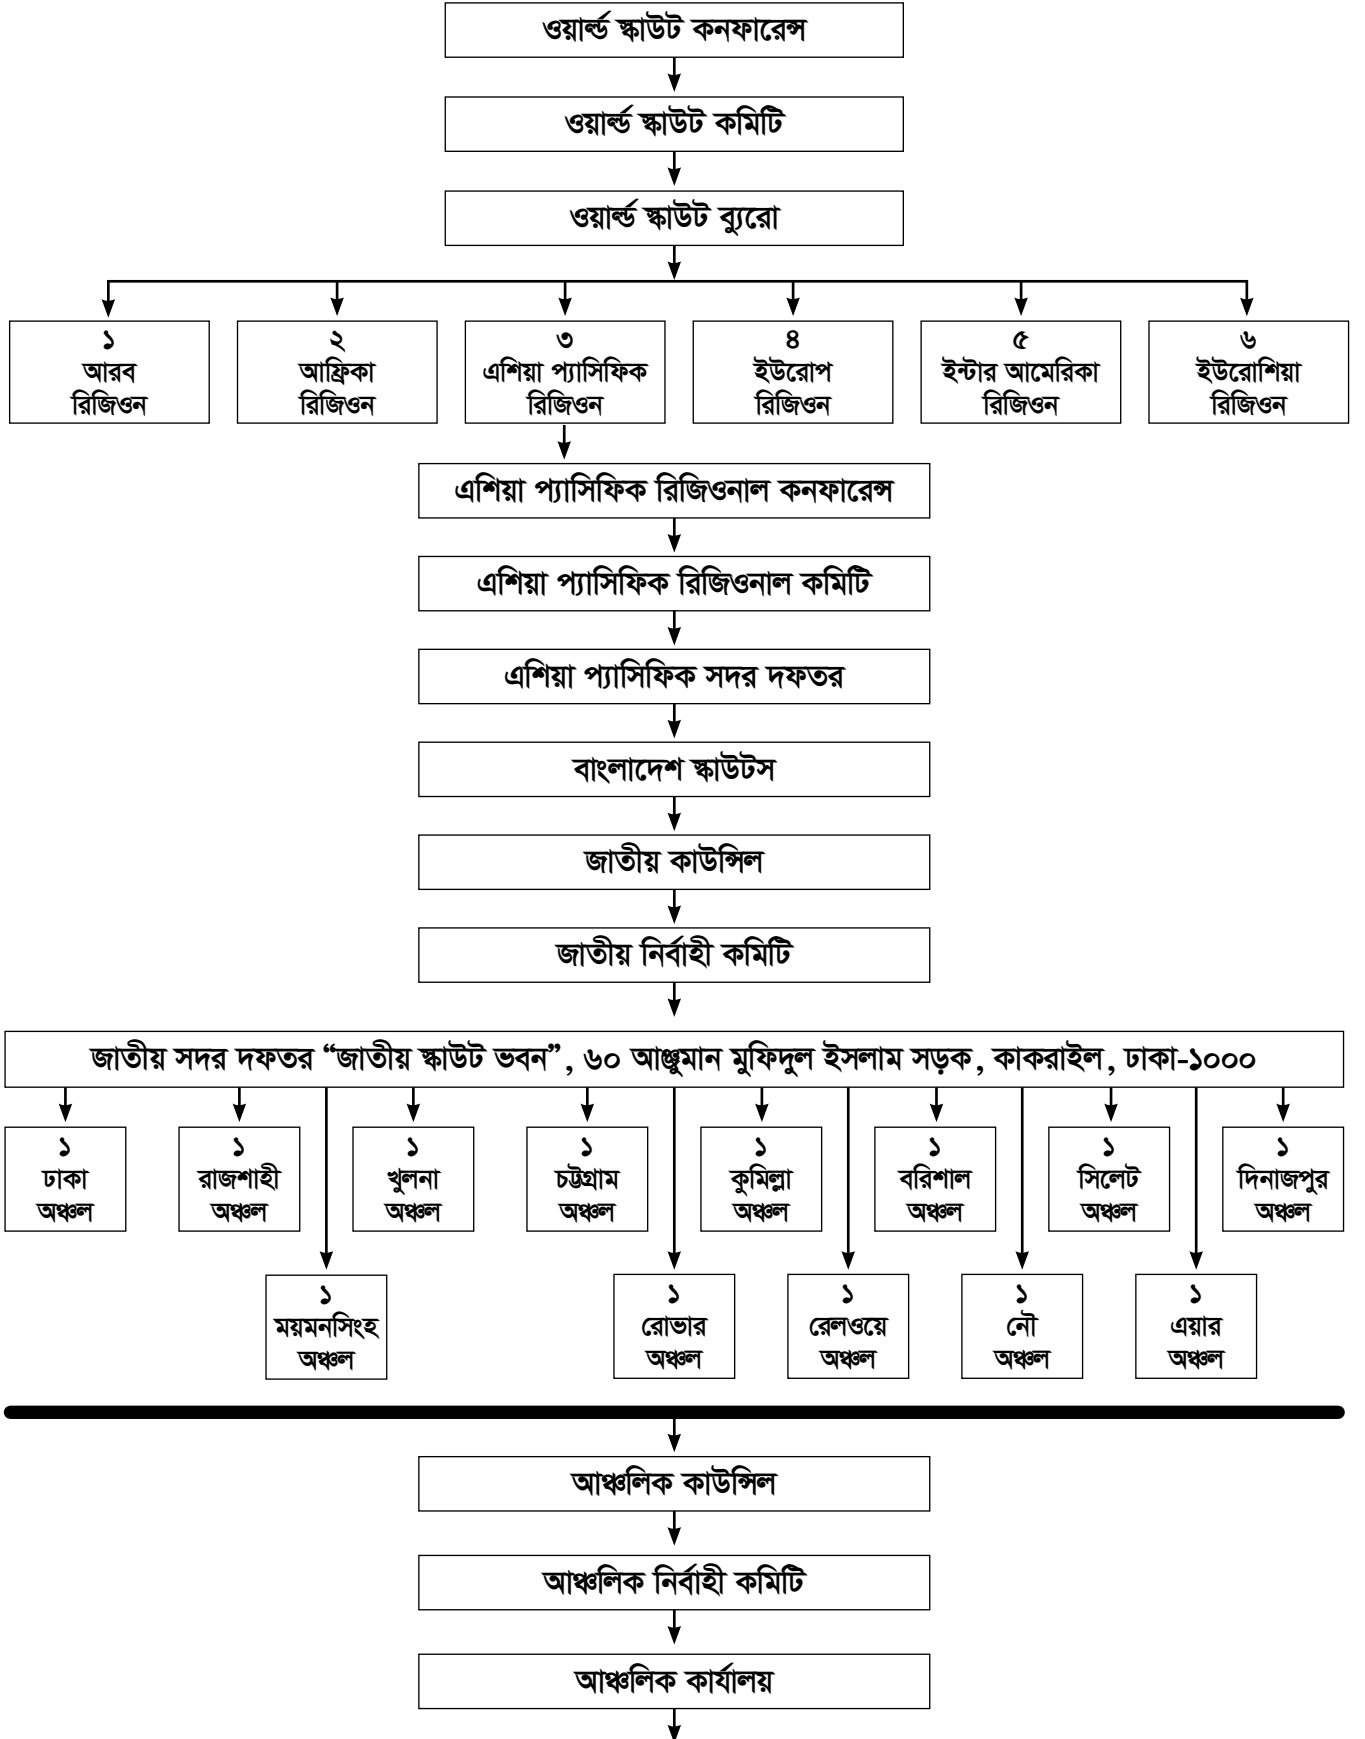 ওয়ার্ল্ড স্কাউট কনফারেন্স
ওয়ার্ল্ড স্কাউট কমিটি
ওয়ার্ল্ড স্কাউট ব্যুরো
১
আরব
রিজিওন
২
আফ্রিকা
রিজিওন
৩
এশিয়া প্যাসিফিক
রিজিওন
৪
ইউরোপ
রিজিওন
৫
ইন্টার আমেরিকা
রিজিওন
৬
ইউরোশিয়া
রিজিওন
এশিয়া প্যাসিফিক রিজিওনাল কনফারেন্স
এশিয়া প্যাসিফিক রিজিওনাল কমিটি
এশিয়া প্যাসিফিক সদর দফতর
বাংলাদেশ স্কাউটস
জাতীয় কাউন্সিল
জাতীয় নির্বাহী কমিটি
জাতীয় সদর দফতর “জাতীয় স্কাউট ভবন”, ৬০ আঞ্জুমান মুফিদুল ইসলাম সড়ক, কাকরাইল, ঢাকা-১০০০
১
ঢাকা
অঞ্চল
১
রাজশাহী
অঞ্চল
১
খুলনা
অঞ্চল
১
চট্টগ্রাম
অঞ্চল
১
কুমিল্লা
অঞ্চল
১
বরিশাল
অঞ্চল
১
সিলেট
অঞ্চল
১
দিনাজপুর
অঞ্চল
১
ময়মনসিংহ
অঞ্চল
১
রোভার
অঞ্চল
১
রেলওয়ে
অঞ্চল
১
নৌ
অঞ্চল
১
এয়ার
অঞ্চল
আঞ্চলিক কাউন্সিল
আঞ্চলিক নির্বাহী কমিটি
আঞ্চলিক কার্যালয়